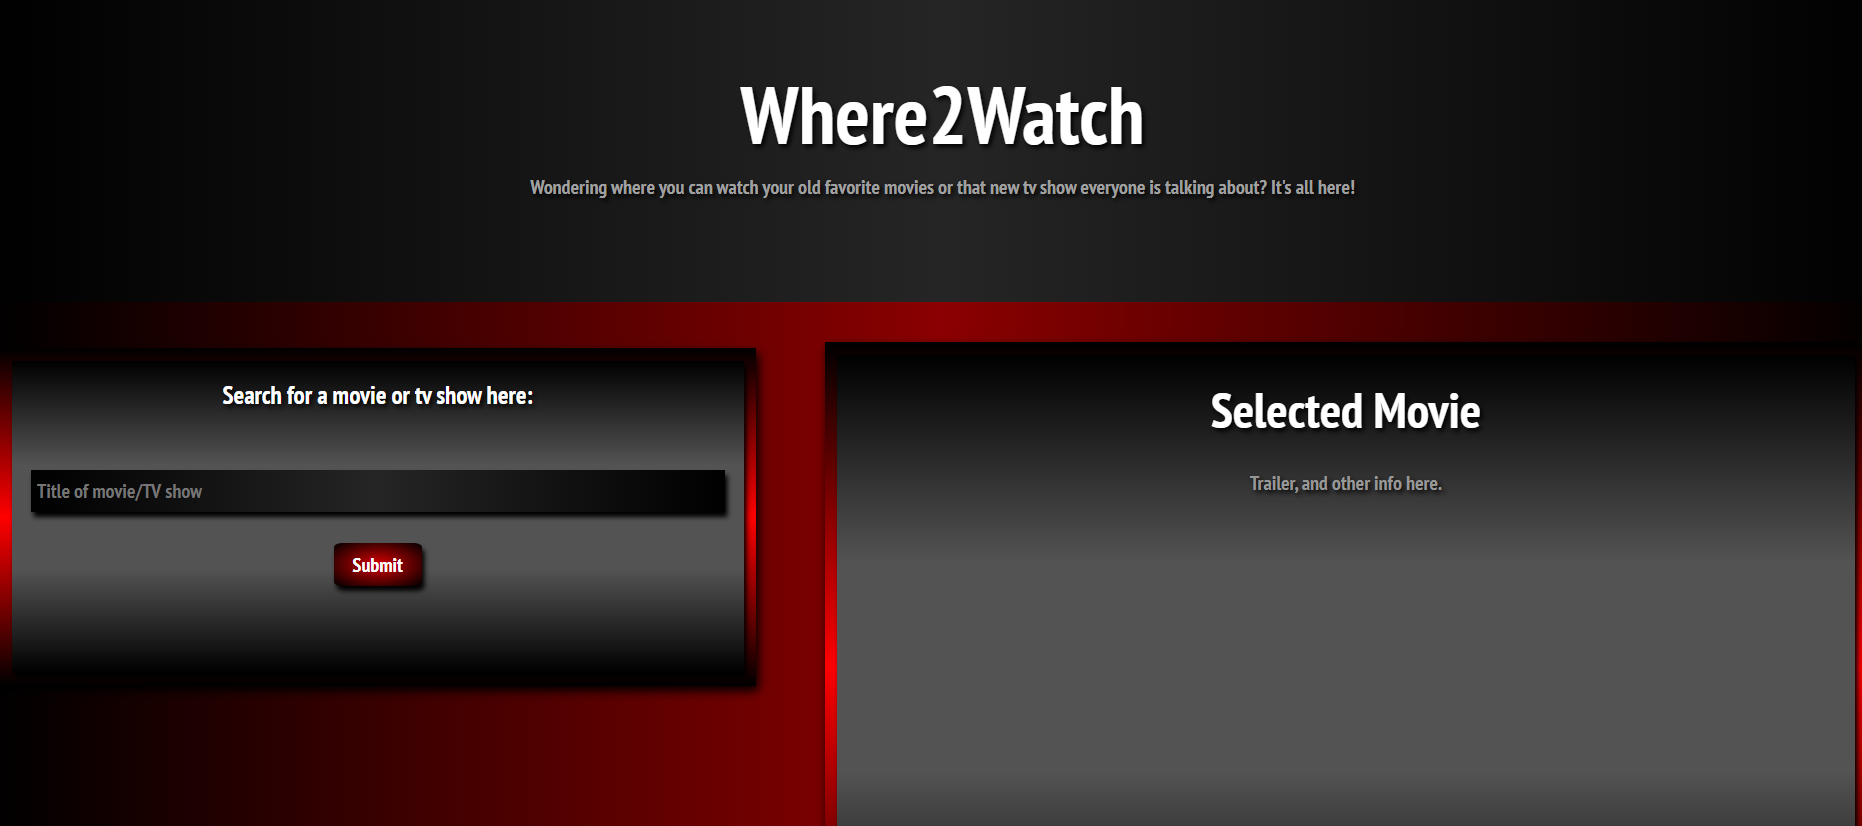 Where2Watch
Wondering where you can watch your old favorite movies or that new tv show everyone is talking about? It's all here!
Search for a movie or tv show here:
Title of movie/TV show
Submit
Selected Movie
Trailer, and other info here.